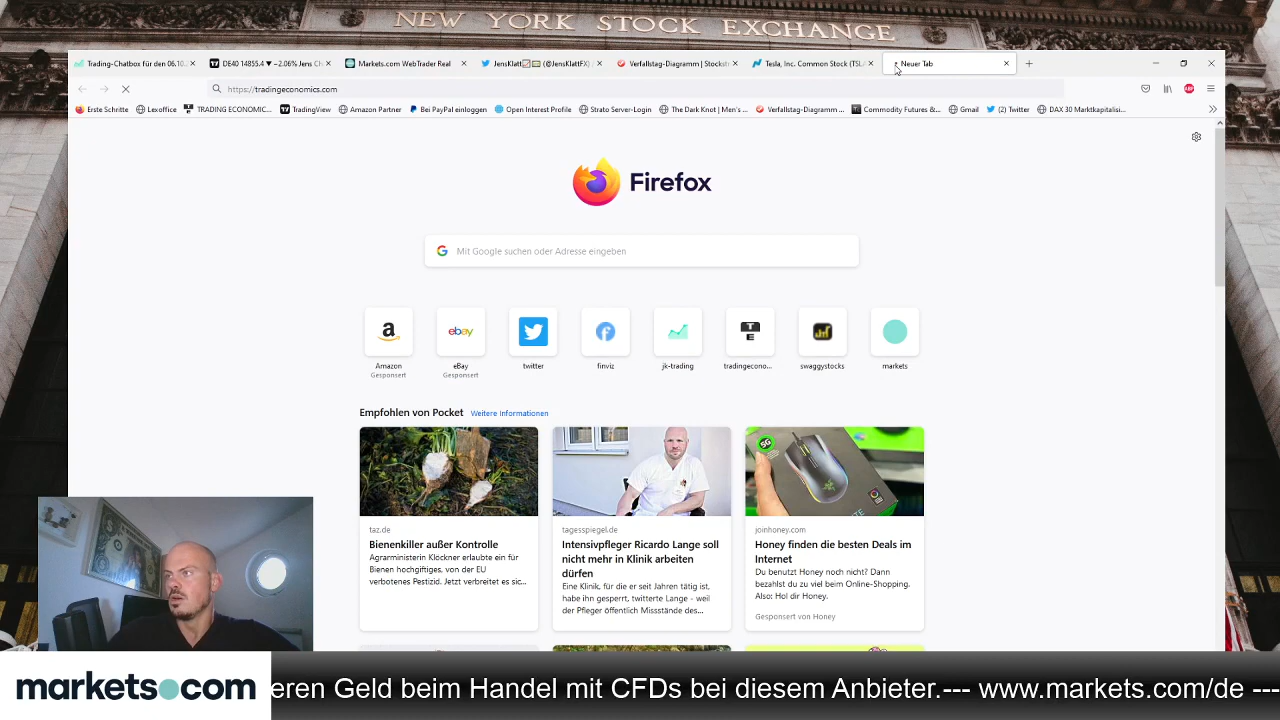 NEW YORK STOCK EXCHANGE
Trading-Chatbox für den 06.10..
DE40 14855.4 ▼ −2.06% Jens C
Markets.com WebTrader Real
JensKlatt
(@JensKlattFX) /
Verfallstag-Diagramm | Stockstr
Tesla, Inc. Common Stock (TSLA
Neuer Tab
https://tradingeconomics.com
Erste Schritte
Lexoffice
TRADING ECONOMIC...
TradingView
Amazon Partner
Bei PayPal einloggen
Open Interest Profile
Strato Server-Login
The Dark Knot | Men's ...
Verfallstag-Diagramm ...
Commodity Futures &...
Gmail
(2) Twitter
DAX 30 Marktkapitalisi...
Firefox
Mit Google suchen oder Adresse eingeben
a
ebay
T
E
Amazon
Gesponsert
eBay
Gesponsert
twitter
finviz
jk-trading
tradingecono...
swaggystocks
markets
Empfohlen von Pocket
Weitere Informationen
SG
taz.de
Bienenkiller außer Kontrolle
Agrarministerin Klöckner erlaubte ein für
Bienen hochgiftiges, von der EU
verbotenes Pestizid. Jetzt verbreitet es sic...
tagesspiegel.de
Intensivpfleger Ricardo Lange soll
nicht mehr in Klinik arbeiten
dürfen
Eine Klinik, für die er seit Jahren tätig ist,
habe ihn gesperrt, twitterte Lange - weil
der Pfleger öffentlich Missstände des...
joinhoney.com
Honey finden die besten Deals im
Internet
Du benutzt Honey noch nicht? Dann
bezahlst du zu viel beim Online-Shopping.
Also: Hol dir Honey.
Gesponsert von Honey
markets.com
eren Geld beim Handel mit CFDs bei diesem Anbieter.--- www.markets.com/de ---